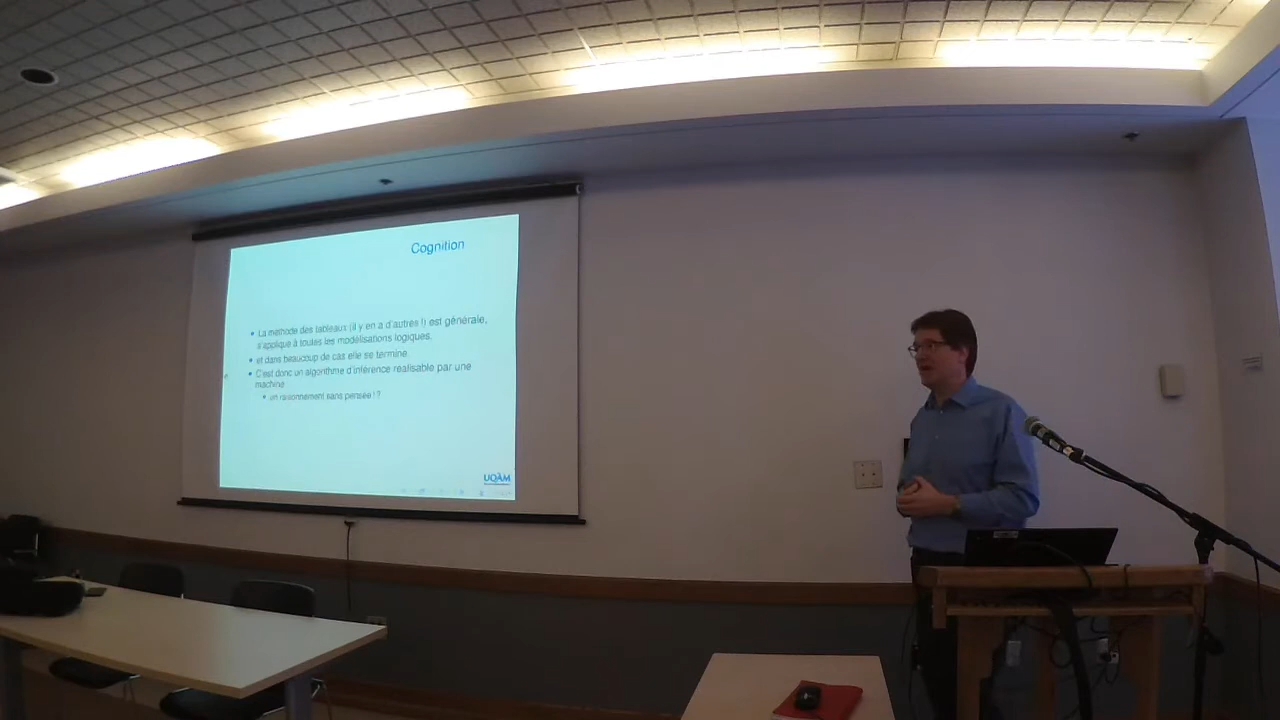 Cognition
La méthode des tableaux (il y en a d'autres !) est générale,
s'applique à toutes les modélisations logiques,
et dans beaucoup de cas elle se termine.
C'est donc un algorithme d'inférence réalisable par une
machine
un raisonnement sans pensée ! ?
UQÀM